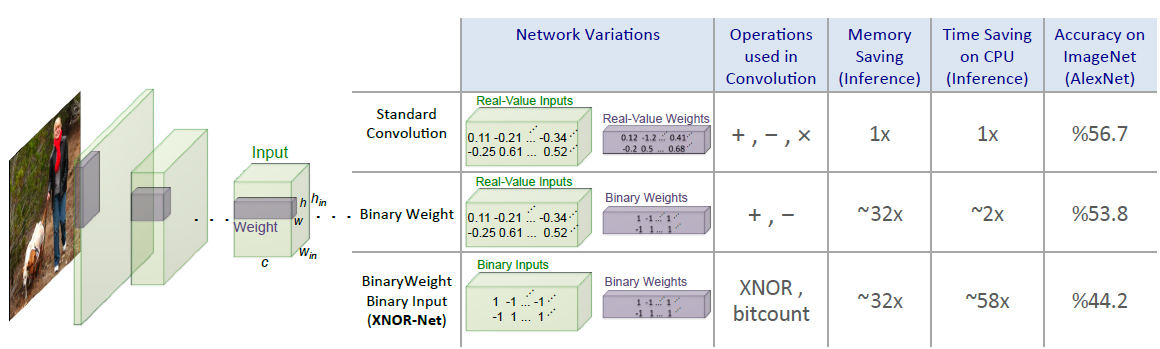 Network Variations
Operations
used in
Convolution
Memory
Saving
(Inference)
Time Saving
on CPU
(Inference)
Accuracy on
ImageNet
(AlexNet)
Input
Weight
h
w
h in
w in
c
. . .
. . . .
Standard
Convolution
Real-Value Inputs
0.11 -0.21 ... -0.34
-0.25 0.61 ... 0.52
Real-Value Weights
0.12 -1.2 ... 0.41
-0.2 0.5 ... 0.68
+ , − , ×
1x
1x
%56.7
Binary Weight
Real-Value Inputs
0.11 -0.21 ... -0.34
-0.25 0.61 ... 0.52
Binary Weights
1 -1 ... 1
-1 1 ... 1
+ , −
~32x
~2x
%53.8
BinaryWeight
Binary Input
(XNOR-Net)
Binary Inputs
1 -1 ... -1
-1 1 ... 1
Binary Weights
1 -1 ... 1
-1 1 ... 1
XNOR ,
bitcount
~32x
~58x
%44.2